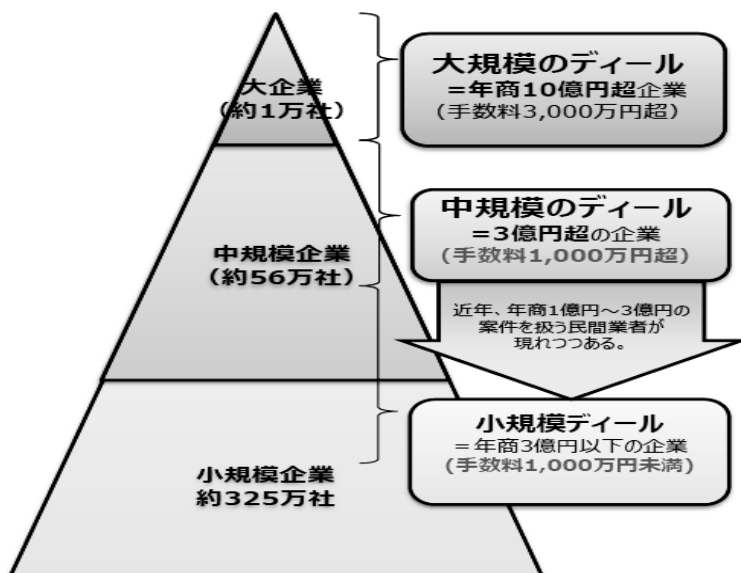 大企業
（約1万社）
大規模のディール
＝年商10億円超企業
(手数料3,000万円超)
中規模企業
（約56万社）
中規模のディール
＝3億円超の企業
(手数料1,000万円超)
近年、年商1億円～3億円の
案件を扱う民間業者が
現れつつある。
小規模企業
約325万社
小規模ディール
＝年商3億円以下の企業
(手数料1,000万円未満)